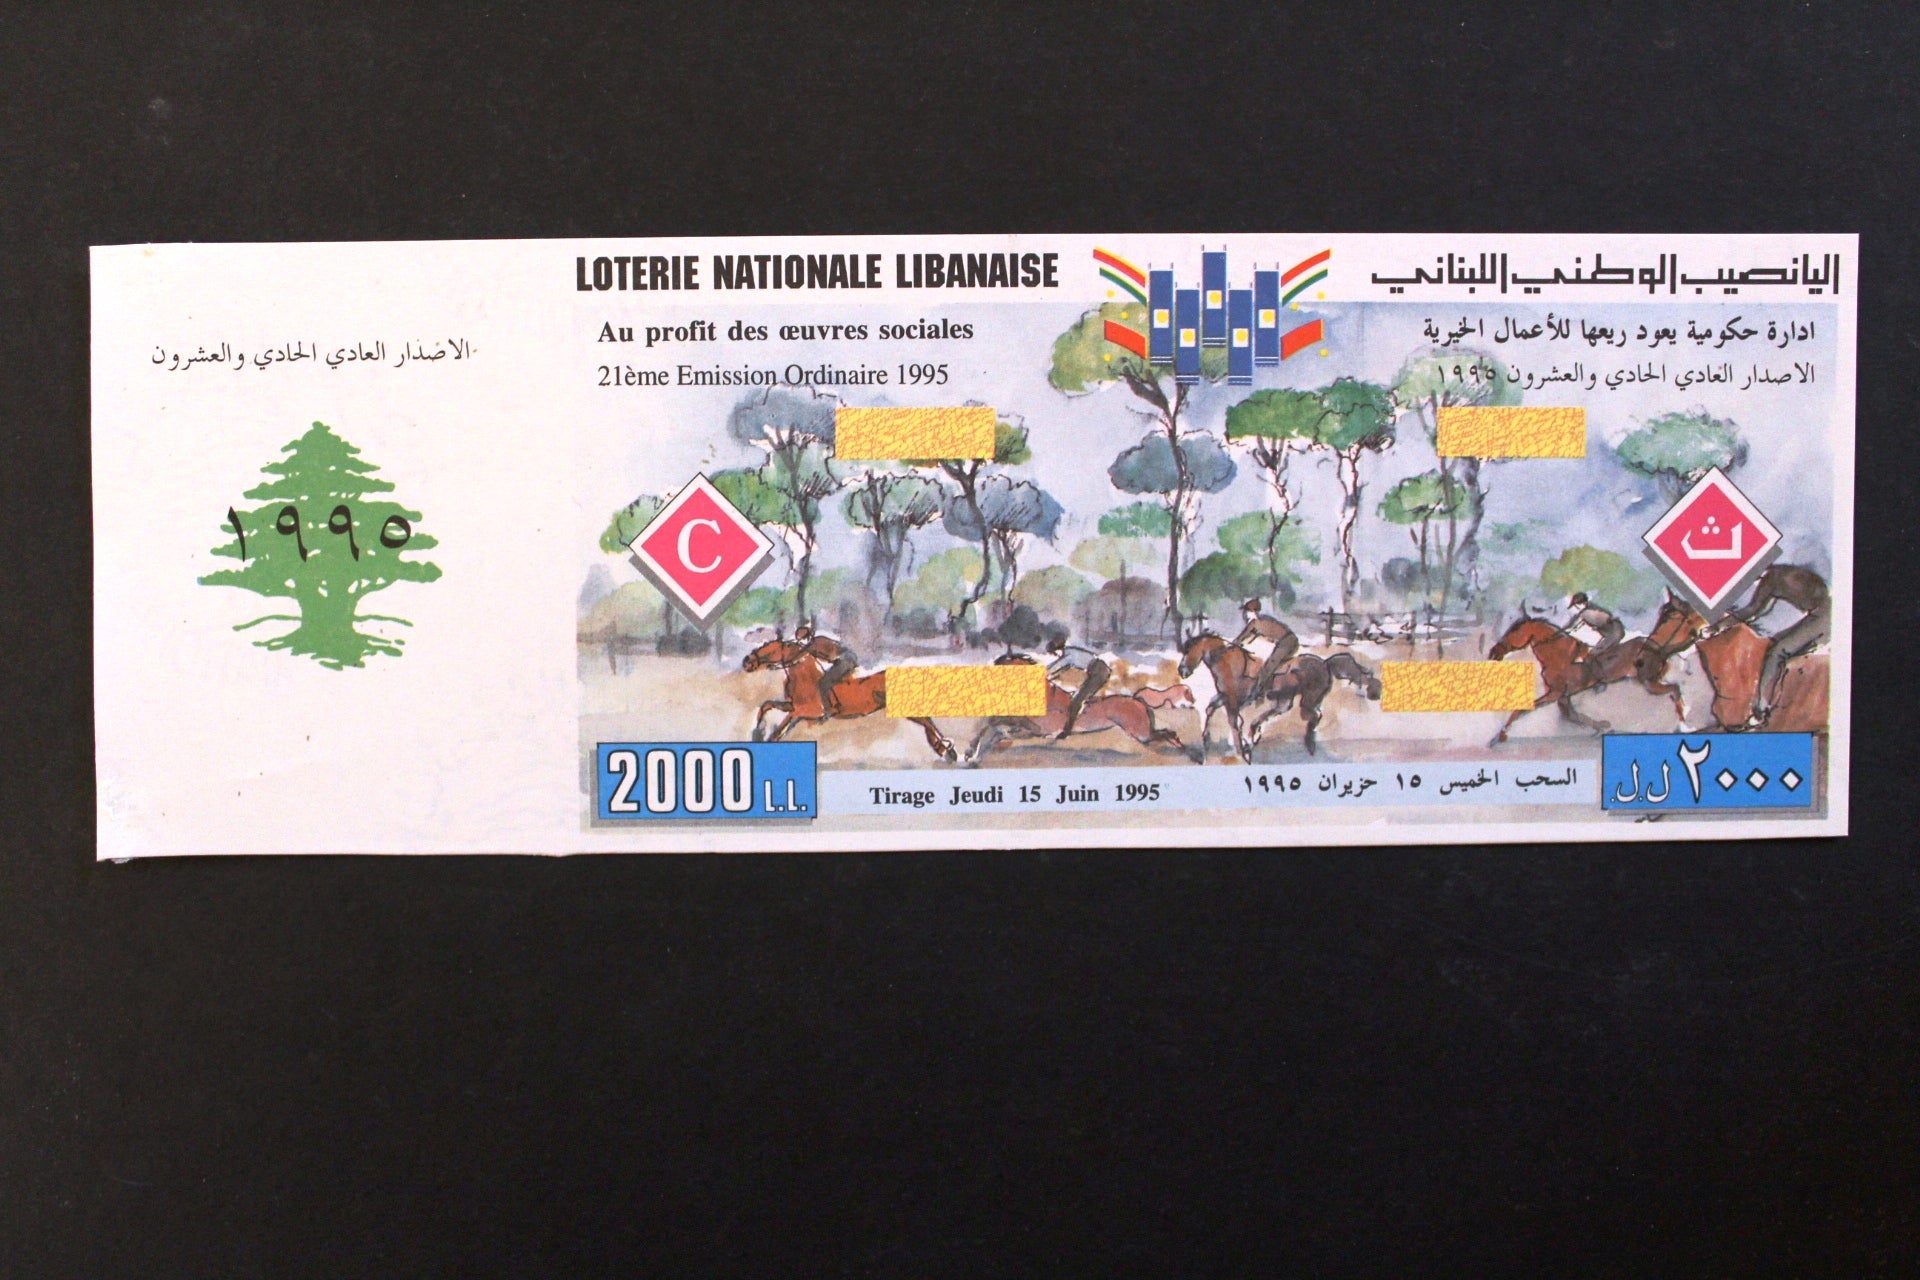 الاصدار العادي الحادي والعشرون
١٩٩٥
LOTERIE NATIONALE LIBANAISE
Au profit des œuvres sociales
21ème Emission Ordinaire 1995
اليانصيب الوطني اللبناني
ادارة حكومية يعود ريعها للأعمال الخيرية
الاصدار العادي الحادي والعشرون ١٩٩٥
C
ث
2000 L.L.
Tirage Jeudi 15 Juin 1995
السحب الخميس ١٥ حزيران ١٩٩٥
٢٠٠٠ ل.ل.